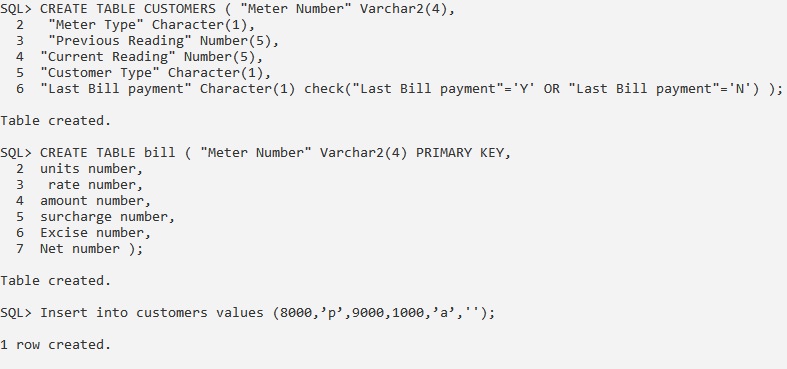 SQL> CREATE TABLE CUSTOMERS ( "Meter Number" Varchar2(4),
  2   "Meter Type" Character(1),
  3   "Previous Reading" Number(5),
  4  "Current Reading" Number(5),
  5  "Customer Type" Character(1),
  6  "Last Bill payment" Character(1) check("Last Bill payment"='Y' OR "Last Bill payment"='N') );
Table created.
SQL> CREATE TABLE bill ( "Meter Number" Varchar2(4) PRIMARY KEY,
  2  units number,
  3   rate number,
  4  amount number,
  5  surcharge number,
  6  Excise number,
  7  Net number );
Table created.
SQL> Insert into customers values (8000,’p’,9000,1000,’a’,'');
1 row created.